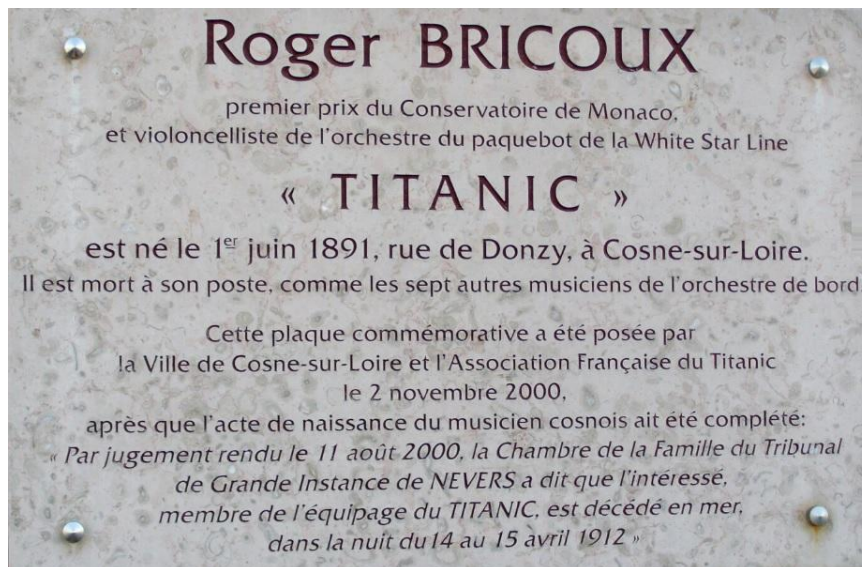 Roger BRICOUX
premier prix du Conservatoire de Monaco,
et violoncelliste de l'orchestre du paquebot de la White Star Line
« TITANIC »
est né le 1er juin 1891, rue de Donzy, à Cosne-sur-Loire.
Il est mort à son poste, comme les sept autres musiciens de l'orchestre de bord.
Cette plaque commémorative a été posée par
la Ville de Cosne-sur-Loire et l'Association Française du Titanic
le 2 novembre 2000,
après que l'acte de naissance du musicien cosnois ait été complété:
« Par jugement rendu le 11 août 2000, la Chambre de la Famille du Tribunal
de Grande Instance de NEVERS a dit que l'intéressé,
membre de l'équipage du TITANIC, est décédé en mer,
dans la nuit du 14 au 15 avril 1912 »